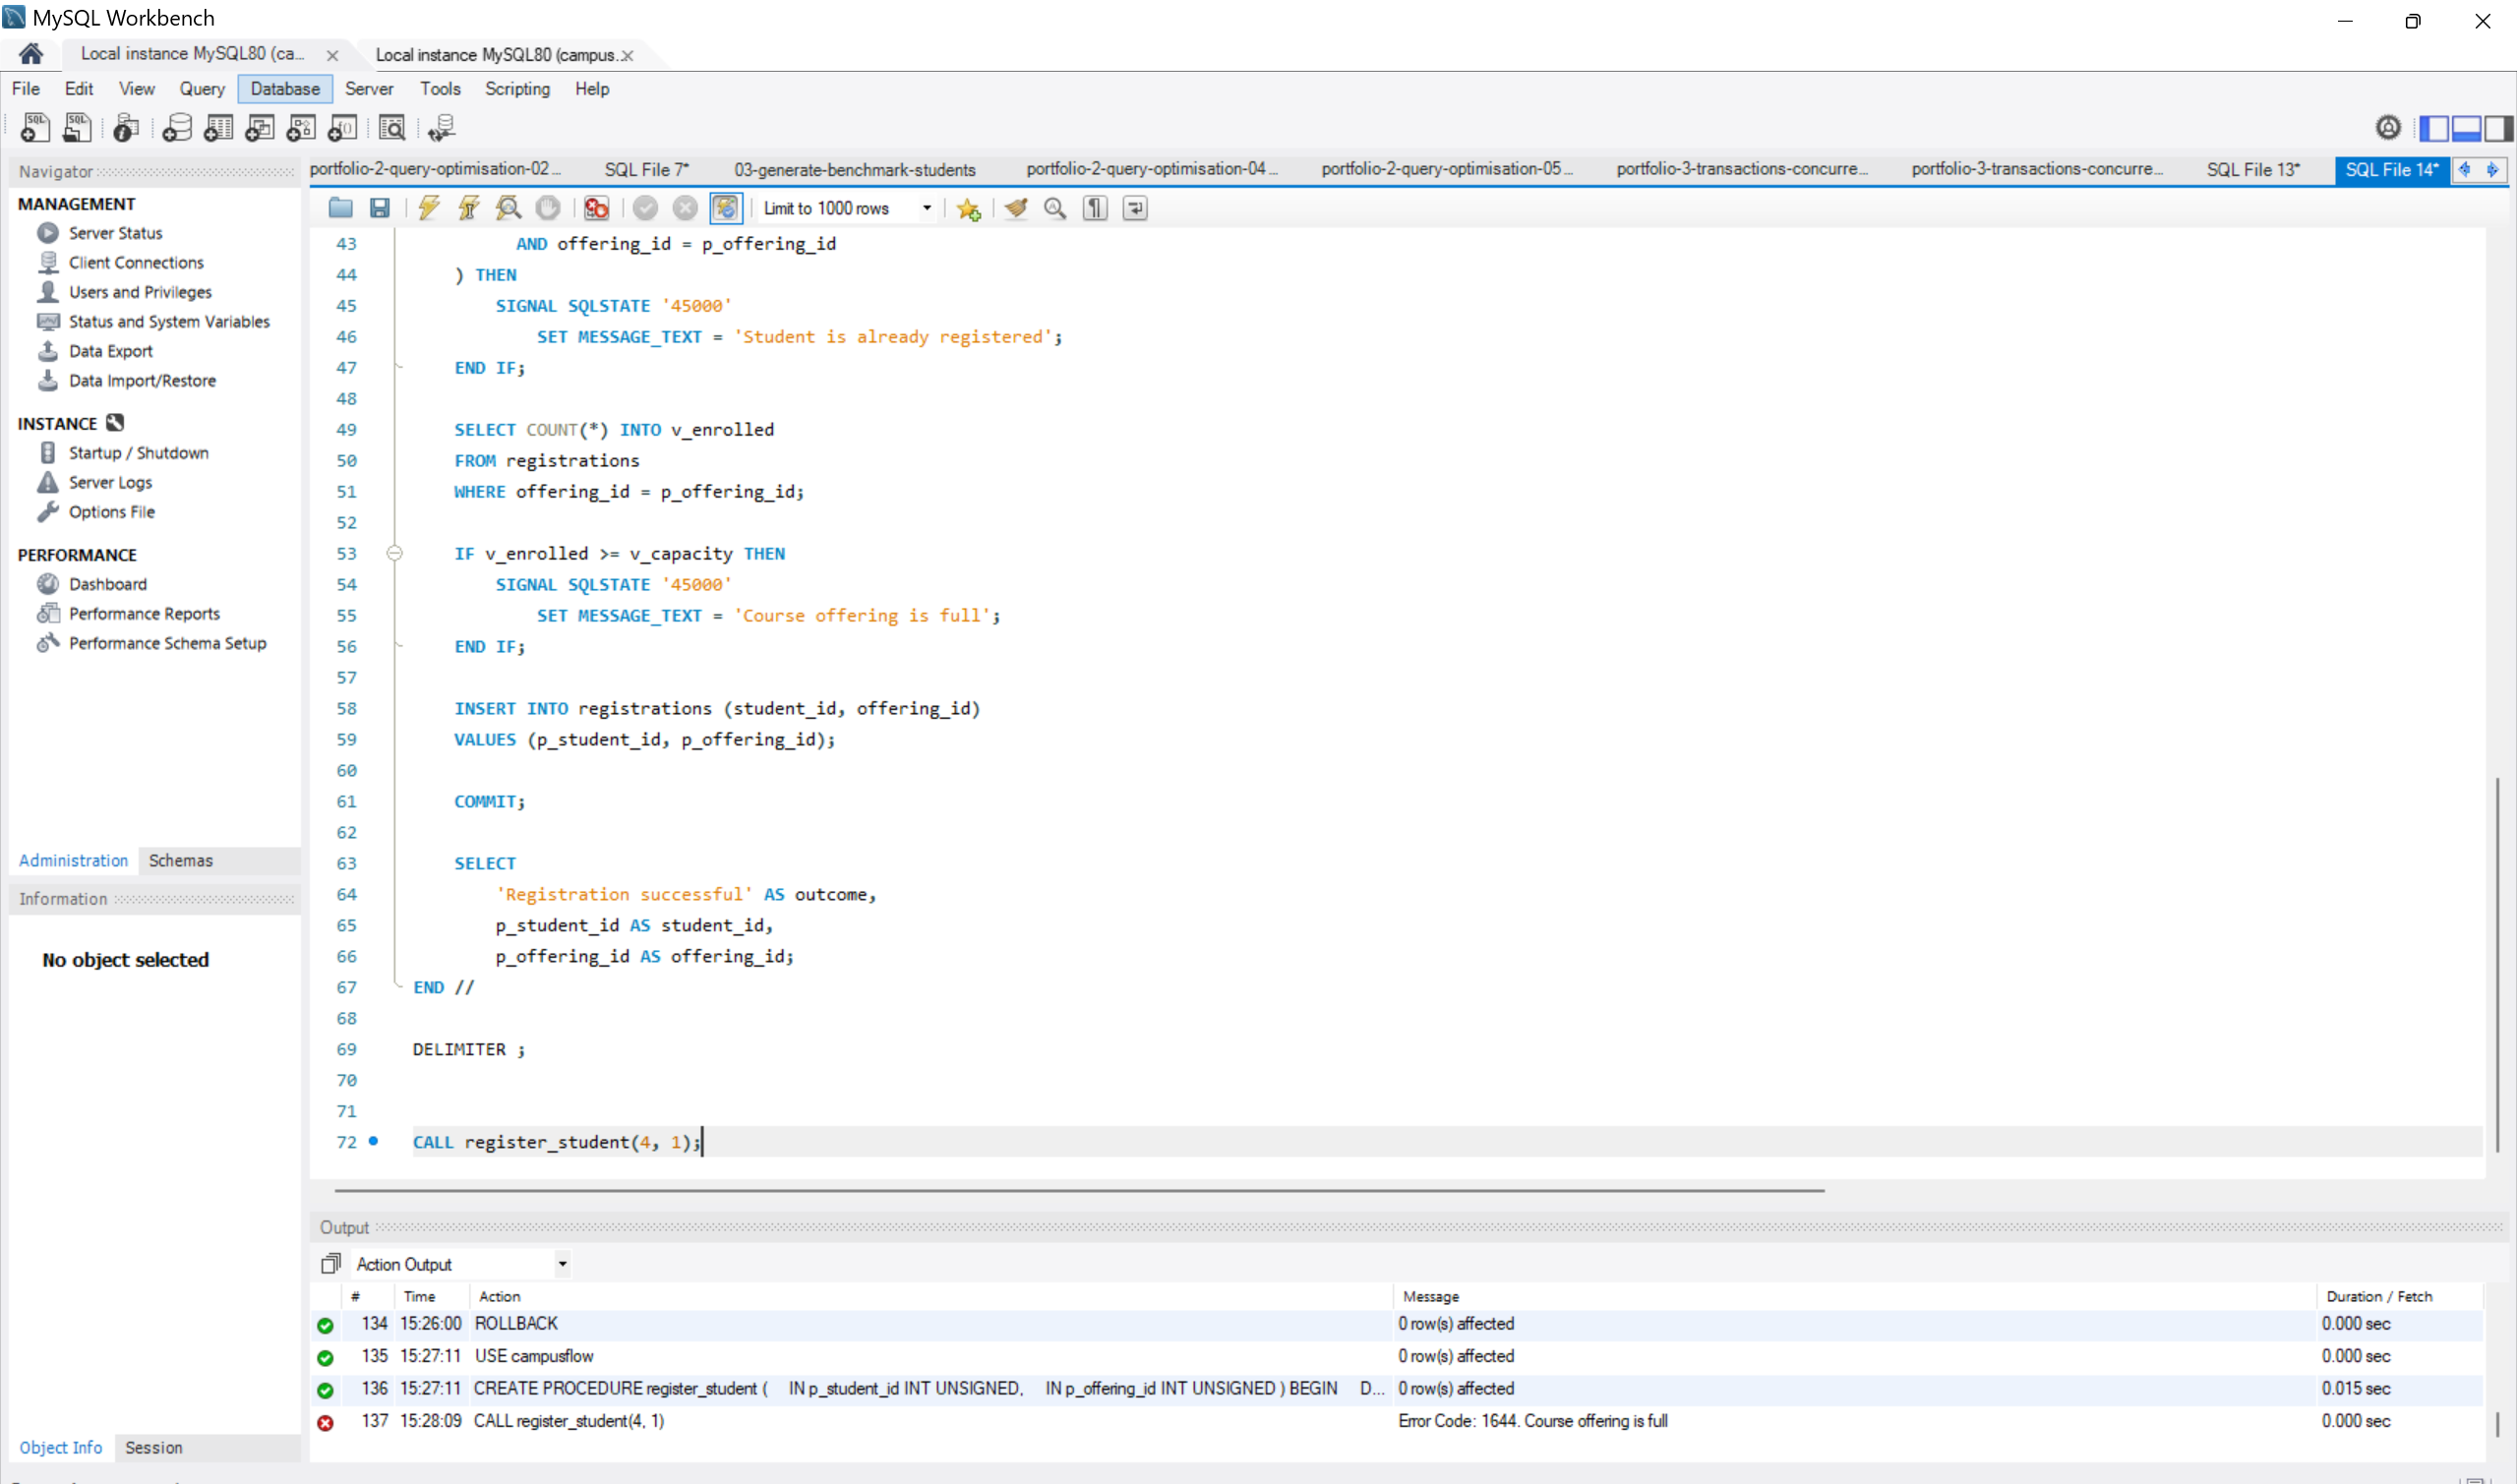 MySQL Workbench
Local instance MySQL80 (ca...
Local instance MySQL80 (campus...
File Edit View Query Database Server Tools Scripting Help
Navigator
MANAGEMENT
Server Status
Client Connections
Users and Privileges
Status and System Variables
Data Export
Data Import/Restore
INSTANCE
Startup / Shutdown
Server Logs
Options File
PERFORMANCE
Dashboard
Performance Reports
Performance Schema Setup
Administration Schemas
Information
No object selected
Object Info Session
portfolio-2-query-optimisation-02... SQL File 7* 03-generate-benchmark-students portfolio-2-query-optimisation-04... portfolio-2-query-optimisation-05... portfolio-3-transactions-concurre... portfolio-3-transactions-concurre... SQL File 13* SQL File 14*
Limit to 1000 rows
43 AND offering_id = p_offering_id
44 ) THEN
45 SIGNAL SQLSTATE '45000'
46 SET MESSAGE_TEXT = 'Student is already registered';
47 END IF;
48
49 SELECT COUNT(*) INTO v_enrolled
50 FROM registrations
51 WHERE offering_id = p_offering_id;
52
53 IF v_enrolled >= v_capacity THEN
54 SIGNAL SQLSTATE '45000'
55 SET MESSAGE_TEXT = 'Course offering is full';
56 END IF;
57
58 INSERT INTO registrations (student_id, offering_id)
59 VALUES (p_student_id, p_offering_id);
60
61 COMMIT;
62
63 SELECT
64 'Registration successful' AS outcome,
65 p_student_id AS student_id,
66 p_offering_id AS offering_id;
67 END //
68
69 DELIMITER ;
70
71
72 CALL register_student(4, 1);
Output
Action Output
# Time Action Message Duration / Fetch
134 15:26:00 ROLLBACK 0 row(s) affected 0.000 sec
135 15:27:11 USE campusflow 0 row(s) affected 0.000 sec
136 15:27:11 CREATE PROCEDURE register_student ( IN p_student_id INT UNSIGNED, IN p_offering_id INT UNSIGNED ) BEGIN D... 0 row(s) affected 0.015 sec
137 15:28:09 CALL register_student(4, 1) Error Code: 1644. Course offering is full 0.000 sec